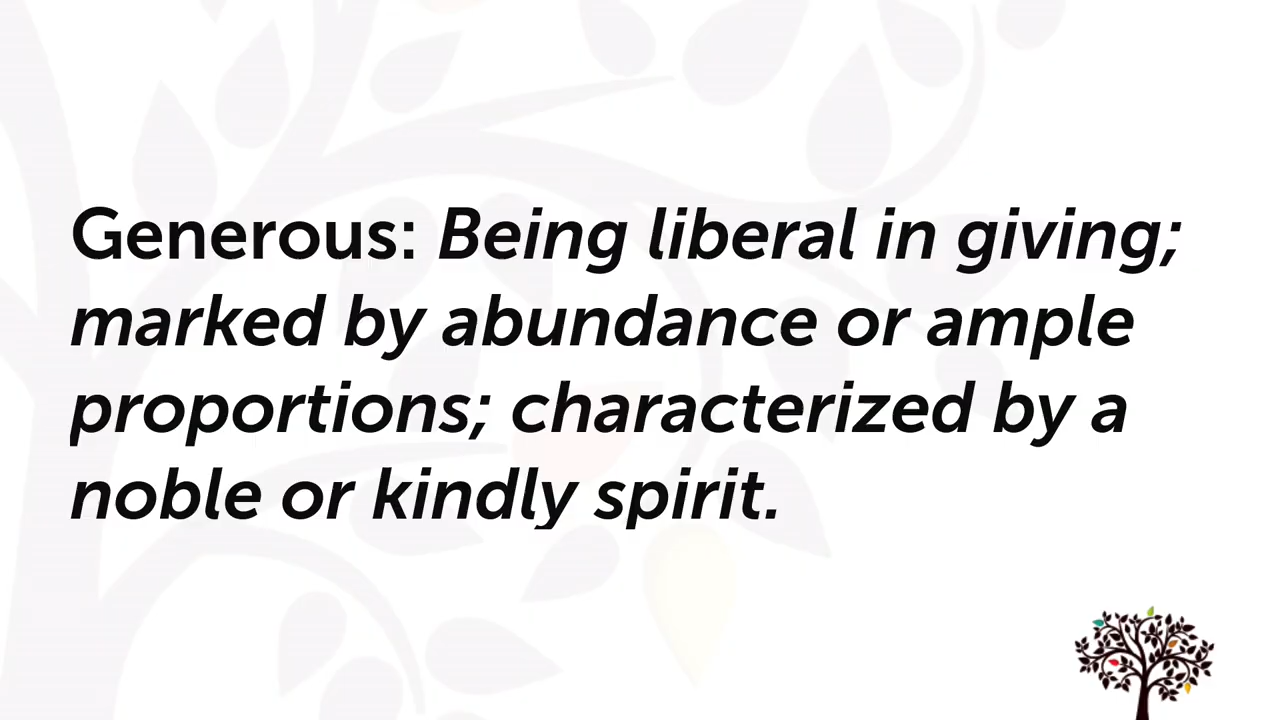 Generous: Being liberal in giving;
marked by abundance or ample
proportions; characterized by a
noble or kindly spirit.